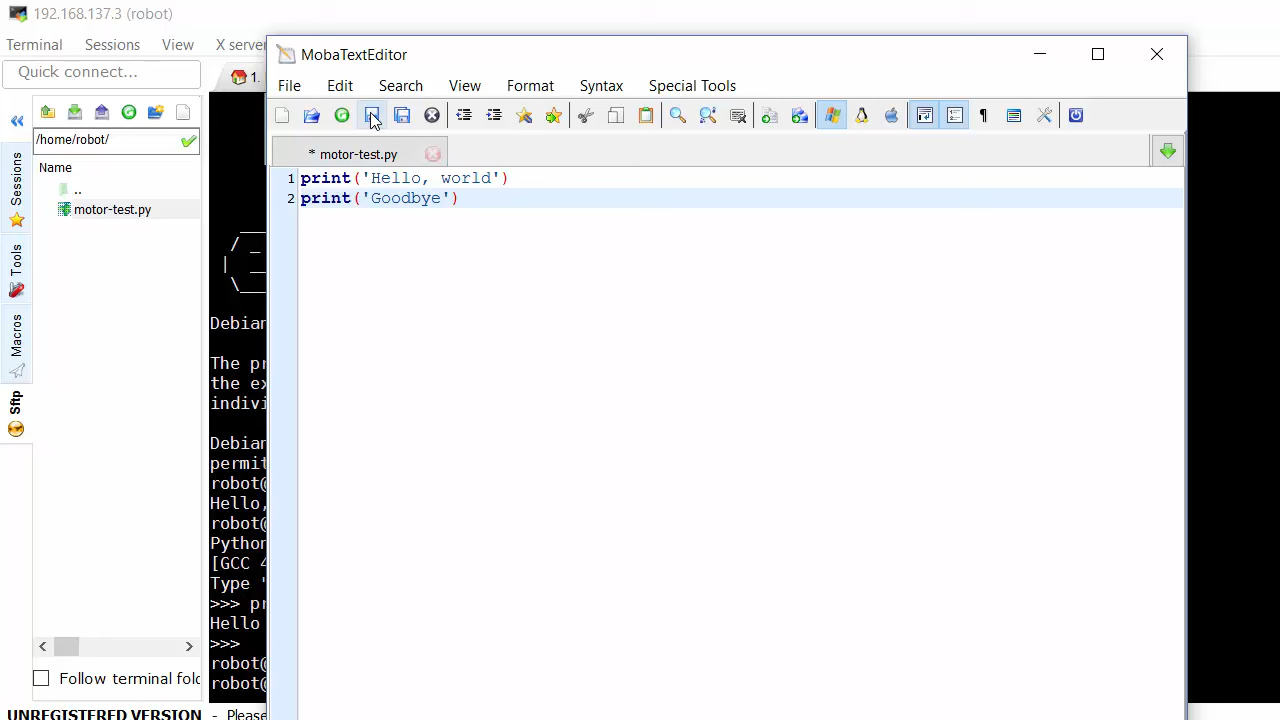 192.168.137.3 (robot)
Terminal Sessions View X server
Quick connect...
1.
/home/robot/
Name
..
motor-test.py
Sessions
Tools
Macros
Sftp
Follow terminal fold
UNREGISTERED VERSION - Please
MobaTextEditor
File Edit Search View Format Syntax Special Tools
* motor-test.py
1 print('Hello, world')
2 print('Goodbye')
Debian
The pr
the ex
indivi
Debian
permit
robot@
Hello,
robot@
Python
[GCC 4
Type '
>>> pr
Hello
>>>
robot@
robot@